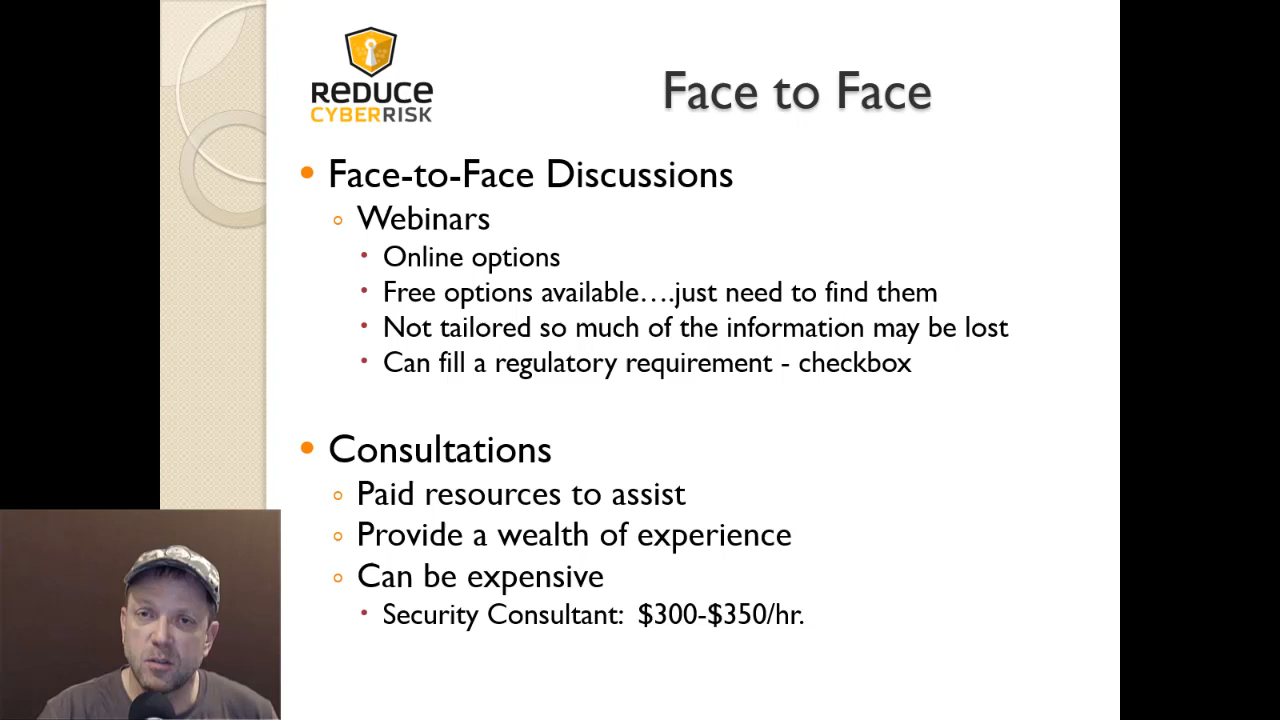 REDUCE
CYBERRISK
Face to Face
• Face-to-Face Discussions
◦ Webinars
• Online options
• Free options available….just need to find them
• Not tailored so much of the information may be lost
• Can fill a regulatory requirement - checkbox
• Consultations
◦ Paid resources to assist
◦ Provide a wealth of experience
◦ Can be expensive
• Security Consultant:  $300-$350/hr.